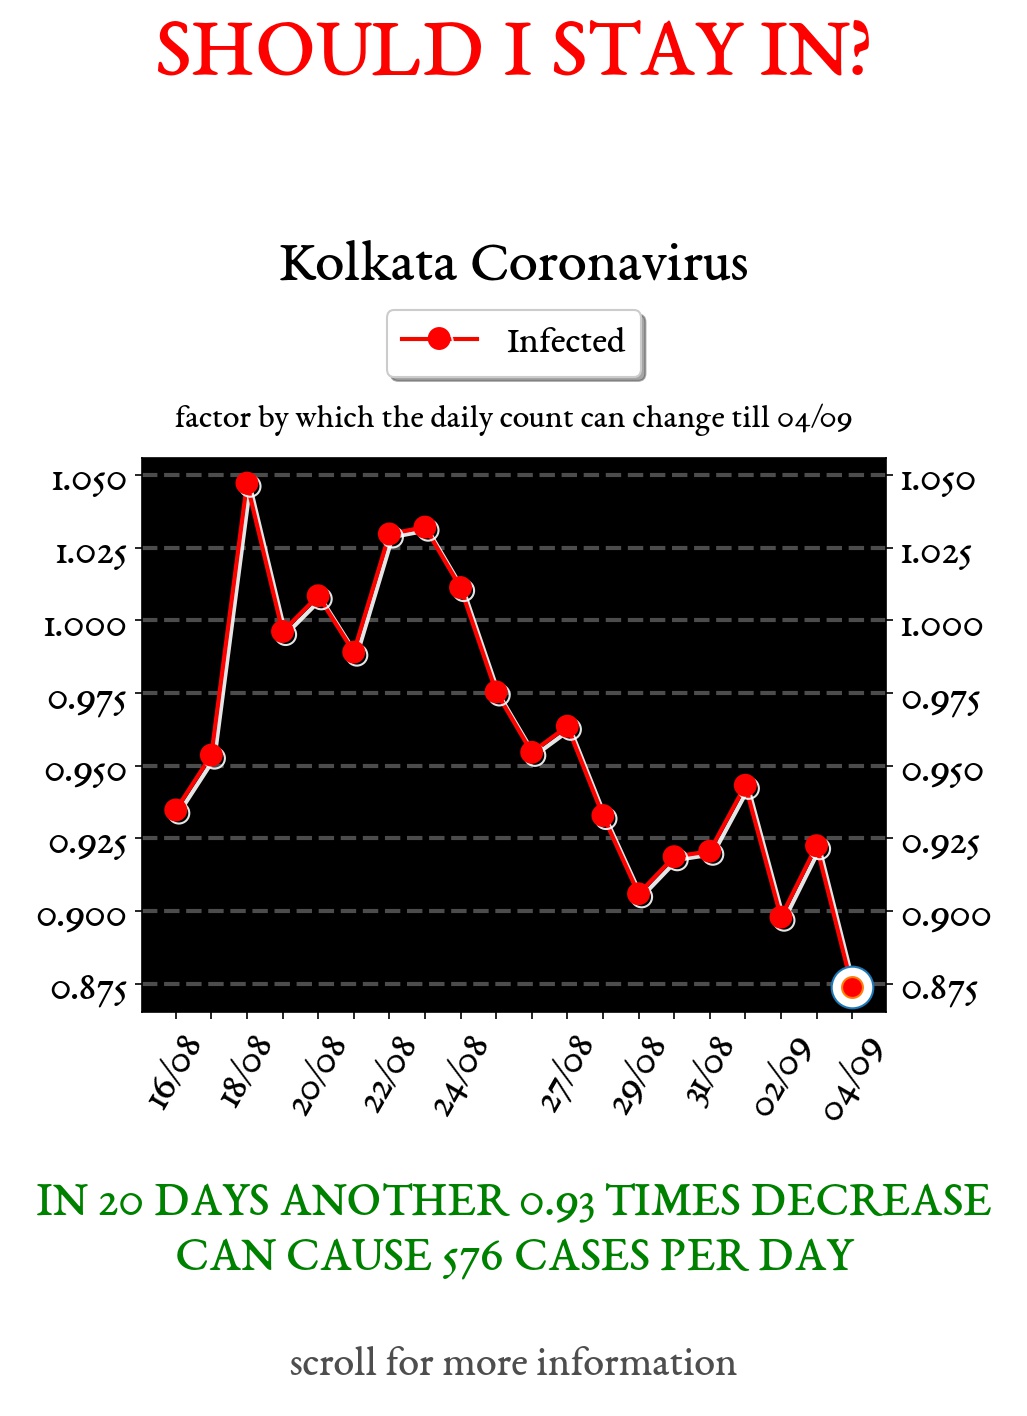 SHOULD I STAY IN?
Kolkata Coronavirus
Infected
factor by which the daily count can change till 04/09
1.050 1.050
1.025 1.025
1.000 1.000
0.975 0.975
0.950 0.950
0.925 0.925
0.900 0.900
0.875 0.875
16/08 18/08 20/08 22/08 24/08 27/08 29/08 31/08 02/09 04/09
IN 20 DAYS ANOTHER 0.93 TIMES DECREASE
CAN CAUSE 576 CASES PER DAY
scroll for more information